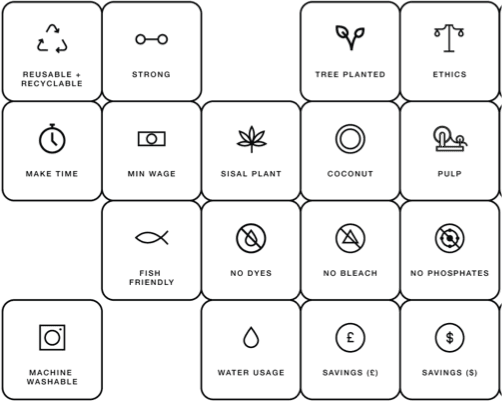 REUSABLE +
RECYCLABLE
STRONG
TREE PLANTED
ETHICS
MAKE TIME
MIN WAGE
SISAL PLANT
COCONUT
PULP
FISH
FRIENDLY
NO DYES
NO BLEACH
NO PHOSPHATES
MACHINE
WASHABLE
WATER USAGE
£
SAVINGS (£)
$
SAVINGS ($)